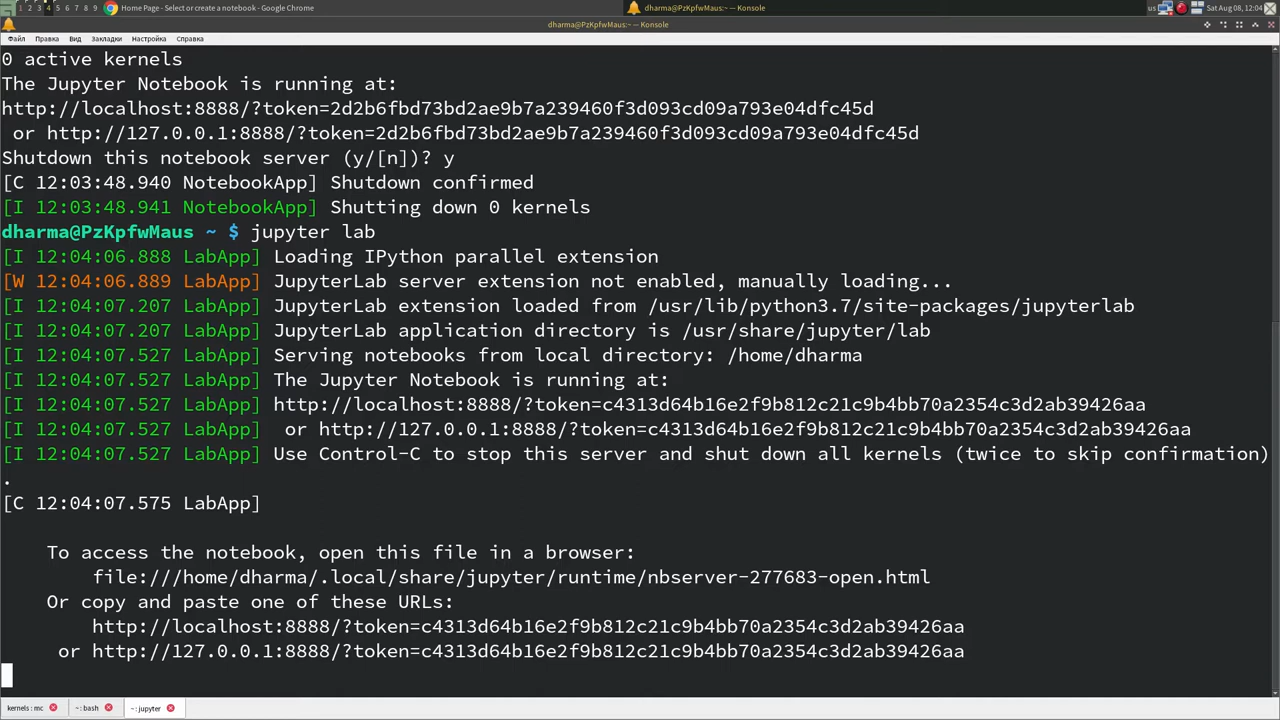 1 2 3 4 5 6 7 8 9 Home Page - Select or create a notebook - Google Chrome dharma@PzKpfwMaus:~ — Konsole us Sat Aug 08, 12:04
dharma@PzKpfwMaus:~ — Konsole
Файл Правка Вид Закладки Настройка Справка
0 active kernels
The Jupyter Notebook is running at:
http://localhost:8888/?token=2d2b6fbd73bd2ae9b7a239460f3d093cd09a793e04dfc45d
or http://127.0.0.1:8888/?token=2d2b6fbd73bd2ae9b7a239460f3d093cd09a793e04dfc45d
Shutdown this notebook server (y/[n])? y
[C 12:03:48.940 NotebookApp] Shutdown confirmed
[I 12:03:48.941 NotebookApp] Shutting down 0 kernels
dharma@PzKpfwMaus ~ $ jupyter lab
[I 12:04:06.888 LabApp] Loading IPython parallel extension
[W 12:04:06.889 LabApp] JupyterLab server extension not enabled, manually loading...
[I 12:04:07.207 LabApp] JupyterLab extension loaded from /usr/lib/python3.7/site-packages/jupyterlab
[I 12:04:07.207 LabApp] JupyterLab application directory is /usr/share/jupyter/lab
[I 12:04:07.527 LabApp] Serving notebooks from local directory: /home/dharma
[I 12:04:07.527 LabApp] The Jupyter Notebook is running at:
[I 12:04:07.527 LabApp] http://localhost:8888/?token=c4313d64b16e2f9b812c21c9b4bb70a2354c3d2ab39426aa
[I 12:04:07.527 LabApp] or http://127.0.0.1:8888/?token=c4313d64b16e2f9b812c21c9b4bb70a2354c3d2ab39426aa
[I 12:04:07.527 LabApp] Use Control-C to stop this server and shut down all kernels (twice to skip confirmation)
.
[C 12:04:07.575 LabApp]
To access the notebook, open this file in a browser:
file:///home/dharma/.local/share/jupyter/runtime/nbserver-277683-open.html
Or copy and paste one of these URLs:
http://localhost:8888/?token=c4313d64b16e2f9b812c21c9b4bb70a2354c3d2ab39426aa
or http://127.0.0.1:8888/?token=c4313d64b16e2f9b812c21c9b4bb70a2354c3d2ab39426aa
kernels : mc ~ : bash ~ : jupyter